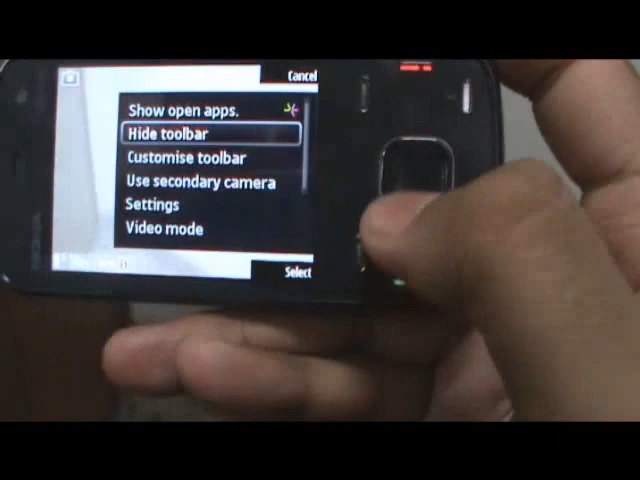 Cancel
Show open apps.
Hide toolbar
Customise toolbar
Use secondary camera
Settings
Video mode
Select